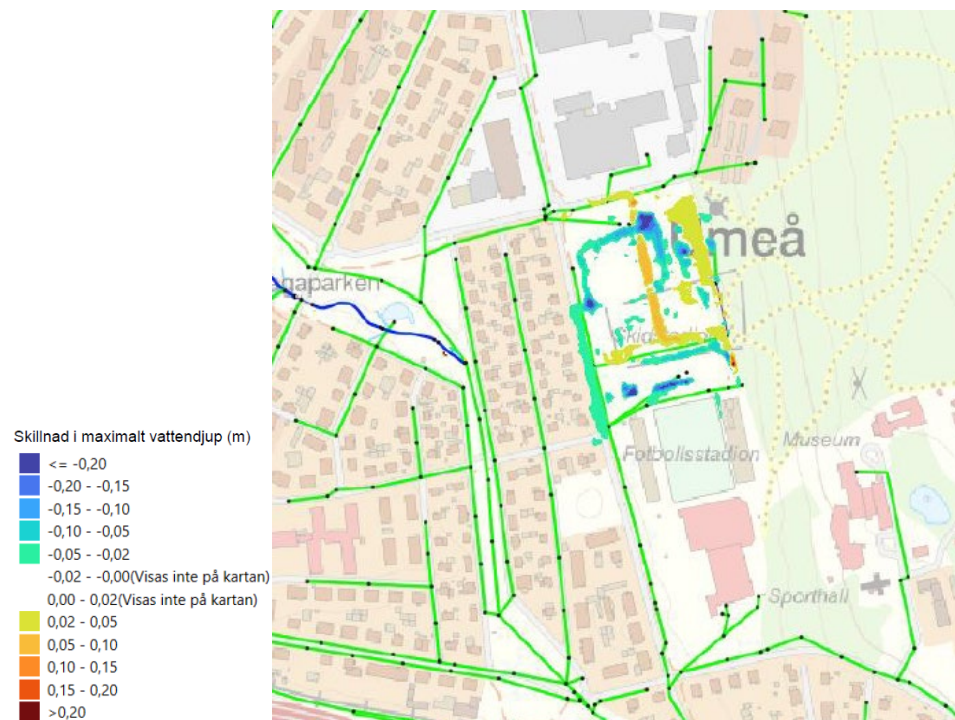 meå
gaparken
Skidstadion
Skillnad i maximalt vattendjup (m)
<= -0,20
-0,20 - -0,15
-0,15 - -0,10
-0,10 - -0,05
-0,05 - -0,02
-0,02 - -0,00(Visas inte på kartan)
0,00 - 0,02(Visas inte på kartan)
0,02 - 0,05
0,05 - 0,10
0,10 - 0,15
0,15 - 0,20
>0,20
Museum
Fotbollsstadion
Sporthall